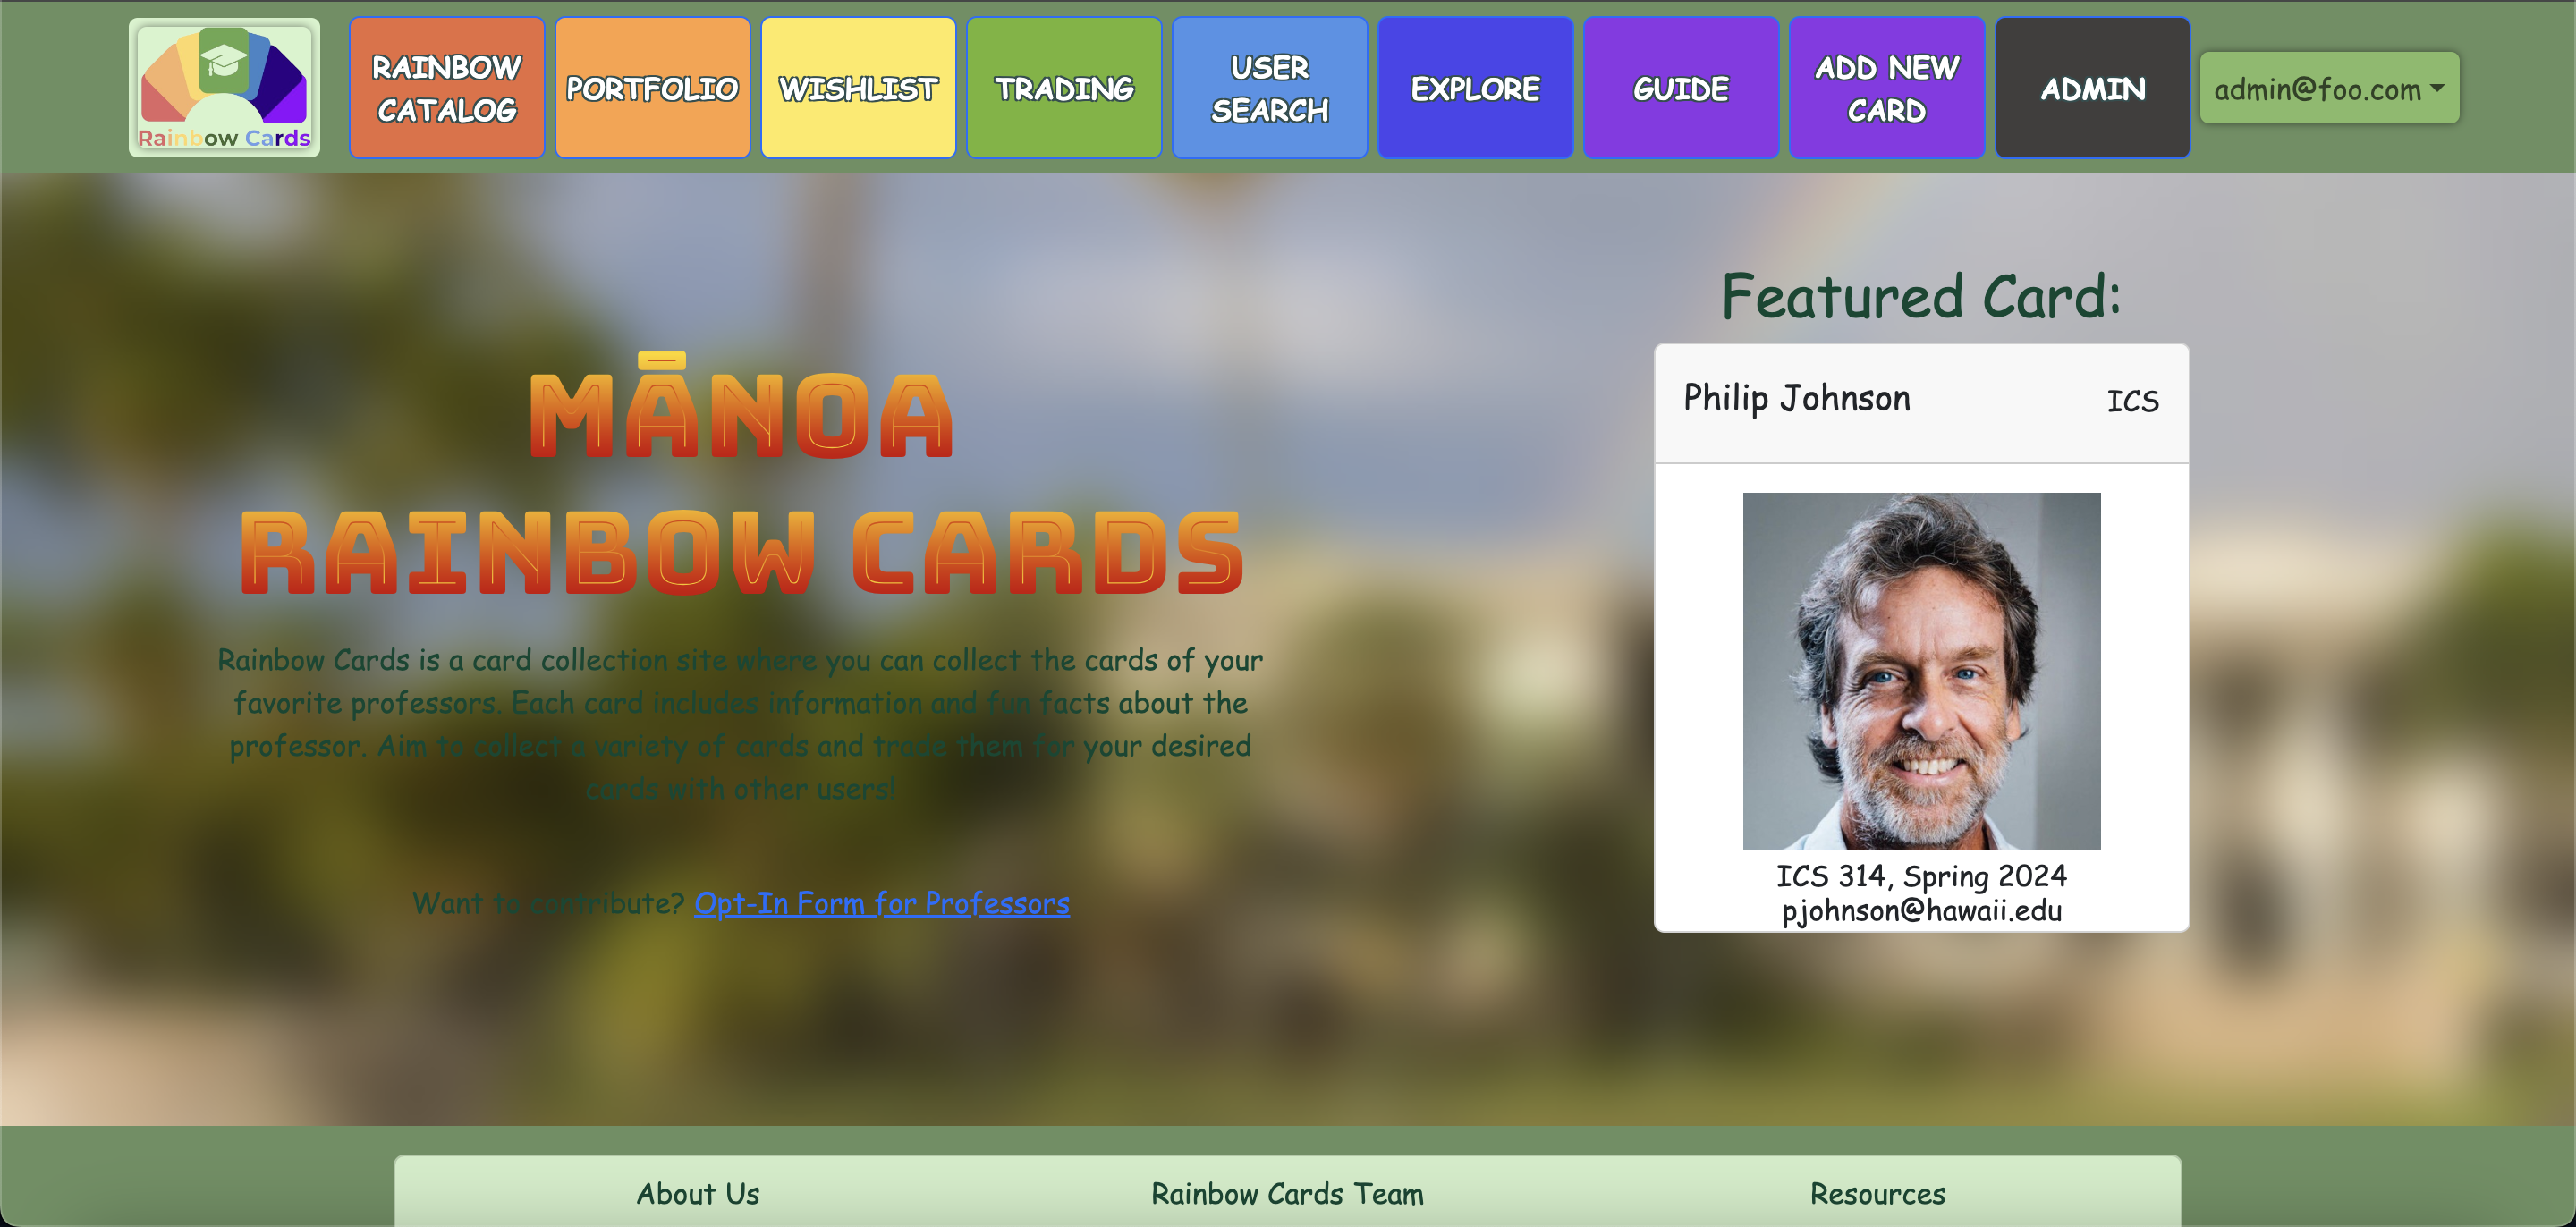 Rainbow Cards
RAINBOW
CATALOG
PORTFOLIO
WISHLIST
TRADING
USER
SEARCH
EXPLORE
GUIDE
ADD NEW
CARD
ADMIN
admin@foo.com
MĀNOA
RAINBOW CARDS
Rainbow Cards is a card collection site where you can collect the cards of your
favorite professors. Each card includes information and fun facts about the
professor. Aim to collect a variety of cards and trade them for your desired
cards with other users!
Want to contribute? Opt-In Form for Professors
Featured Card:
Philip Johnson ICS
ICS 314, Spring 2024
pjohnson@hawaii.edu
About Us Rainbow Cards Team Resources